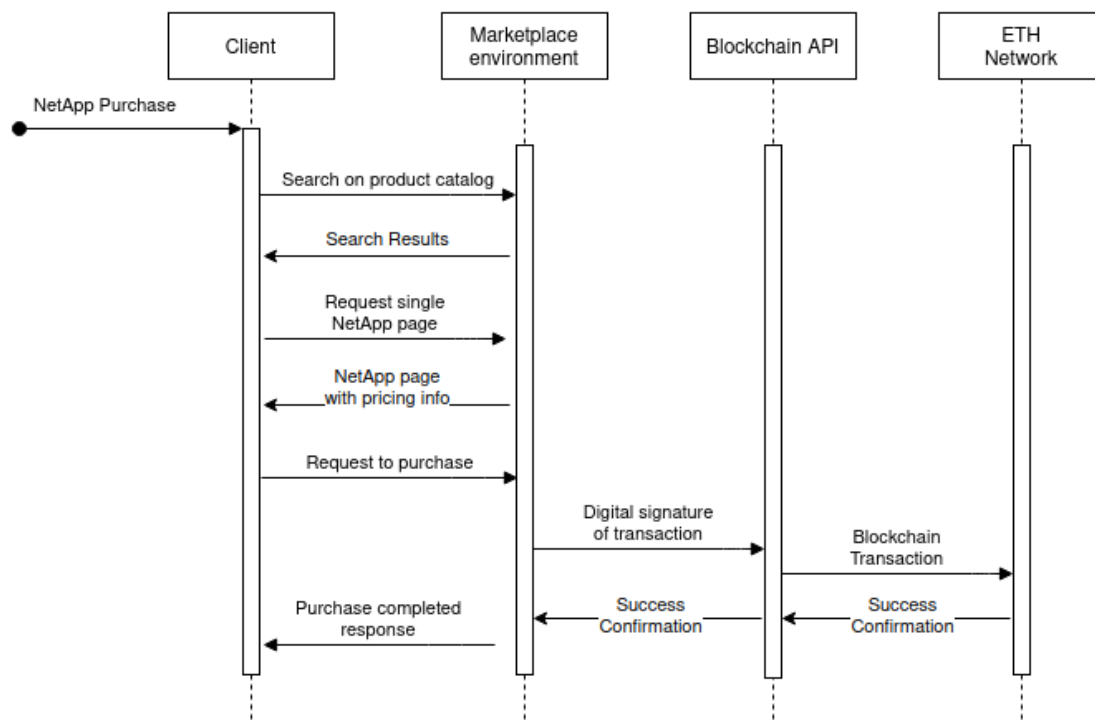 Client
Marketplace
environment
Blockchain API
ETH
Network
NetApp Purchase
Search on product catalog
Search Results
Request single
NetApp page
NetApp page
with pricing info
Request to purchase
Digital signature
of transaction
Blockchain
Transaction
Success
Confirmation
Success
Confirmation
Purchase completed
response